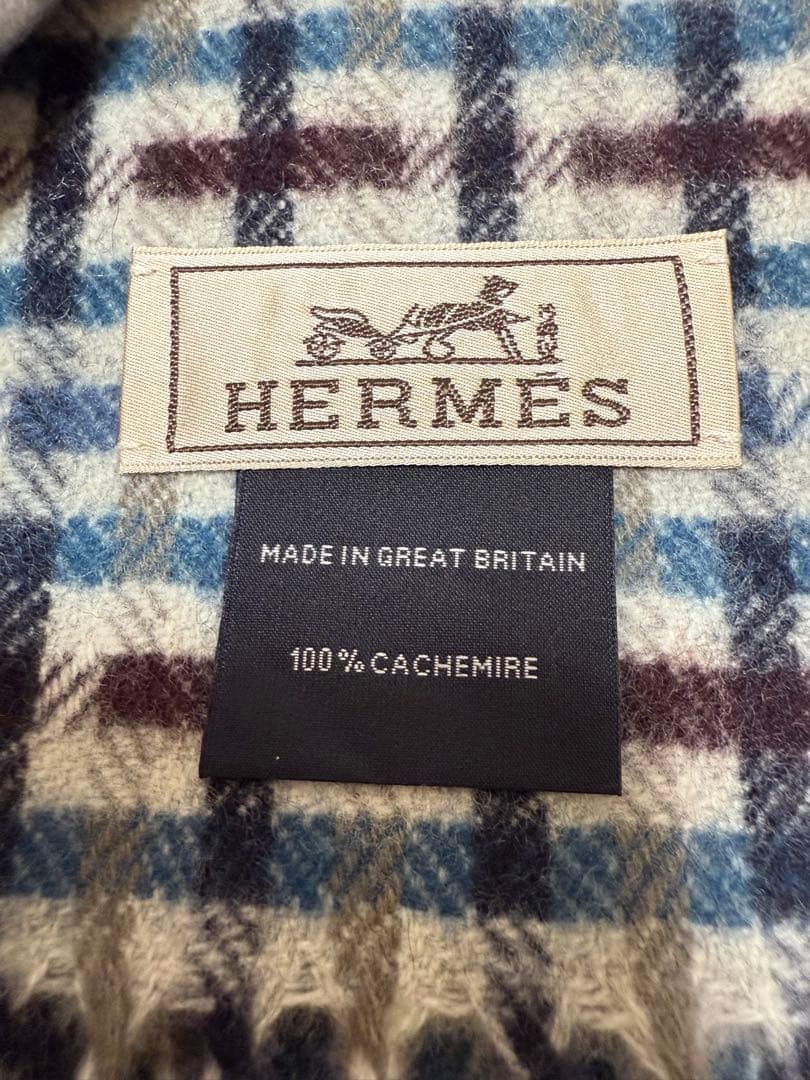 HERMÈS
MADE IN GREAT BRITAIN
100% CACHEMIRE